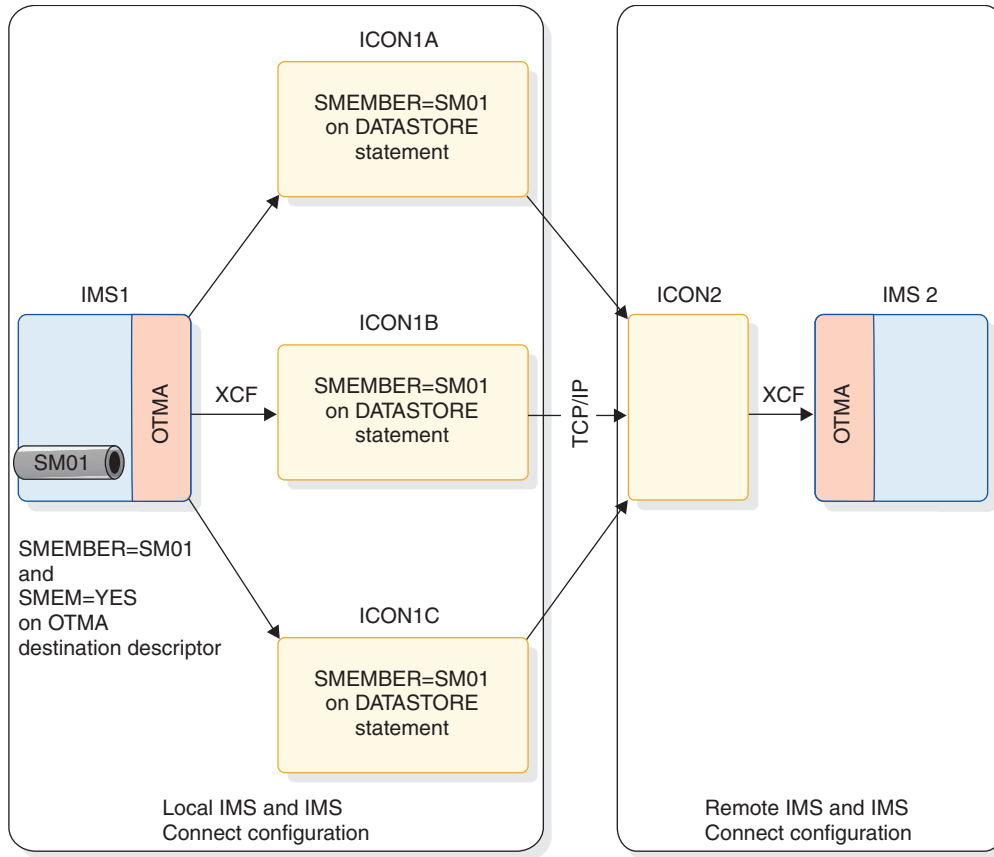 ICON1A
SMEMBER=SM01
on DATASTORE
statement
IMS1
OTMA
SM01
XCF
SMEMBER=SM01
and
SMEM=YES
on OTMA
destination descriptor
ICON1B
SMEMBER=SM01
on DATASTORE
statement
ICON1C
SMEMBER=SM01
on DATASTORE
statement
Local IMS and IMS
Connect configuration
TCP/IP
ICON2
XCF
IMS 2
OTMA
Remote IMS and IMS
Connect configuration